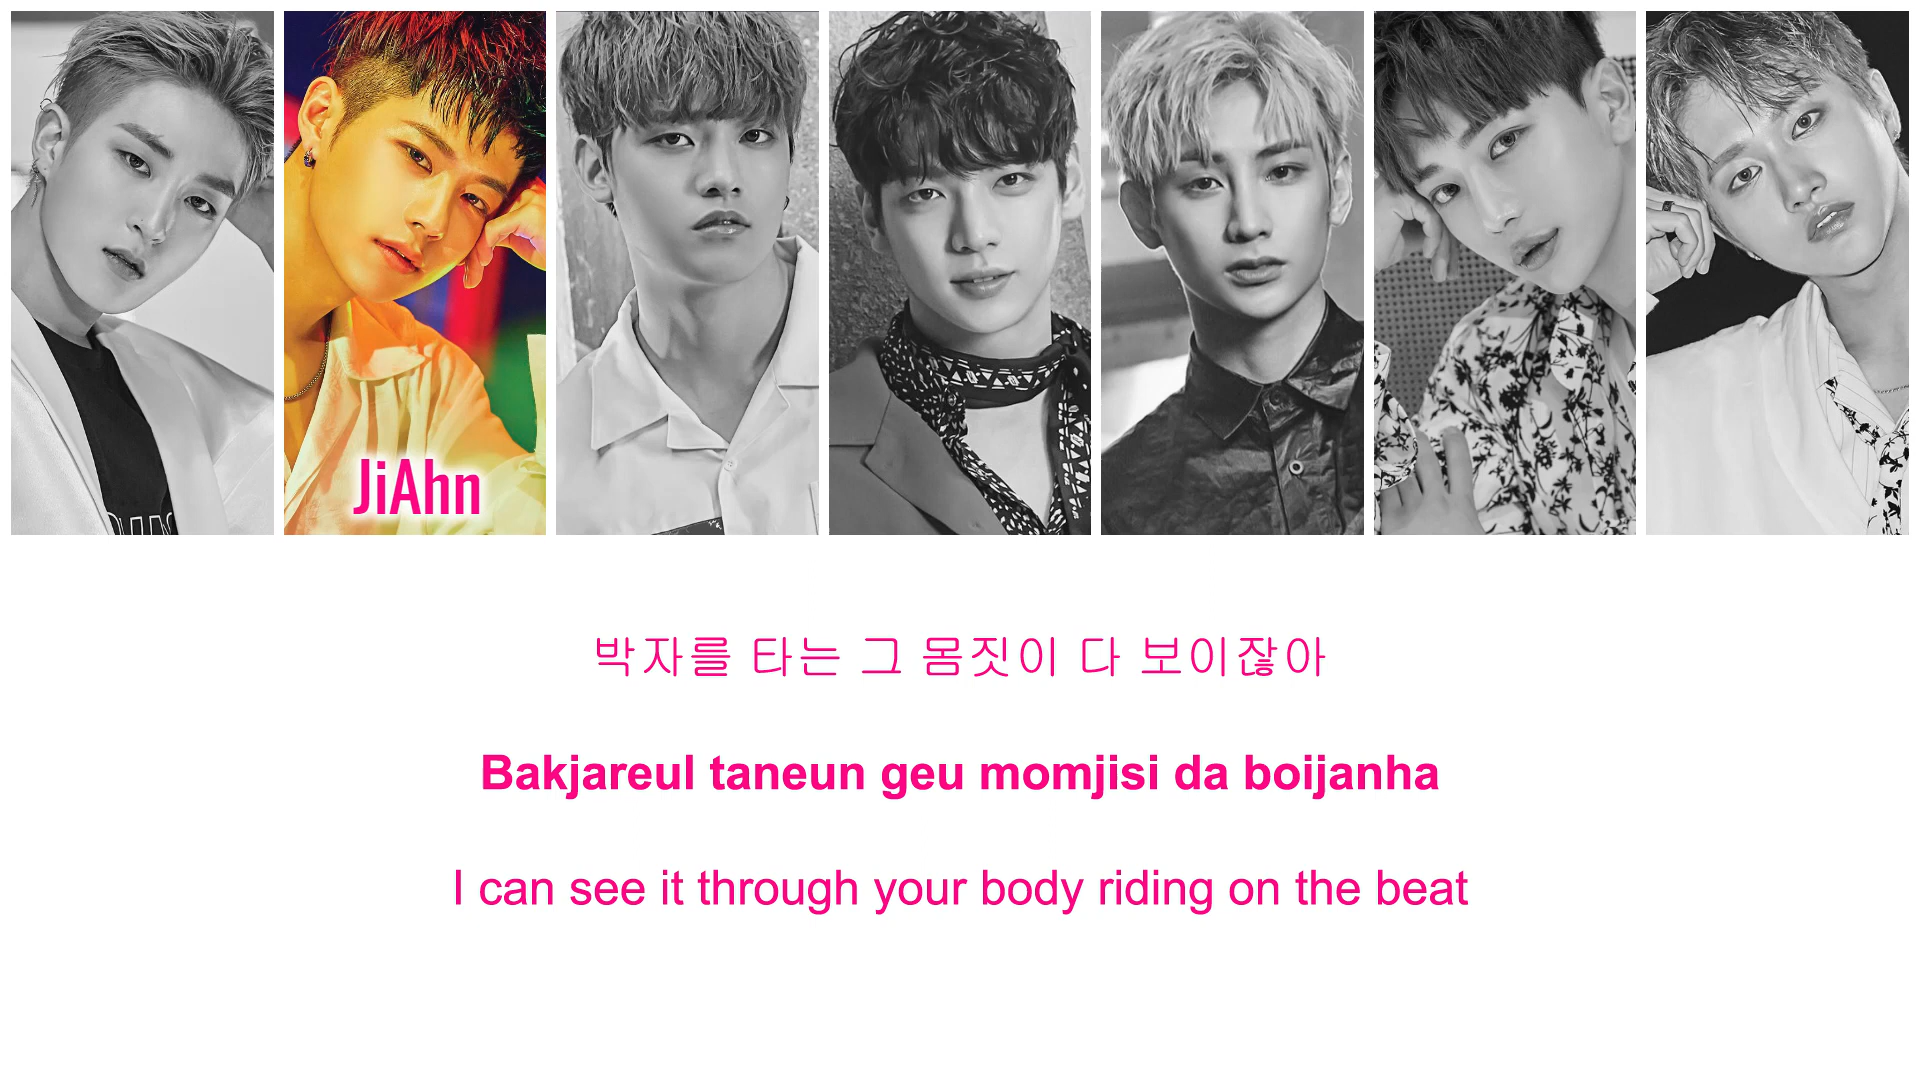 JiAhn
박자를 타는 그 몸짓이 다 보이잖아
Bakjareul taneun geu momjisi da boijanha
I can see it through your body riding on the beat